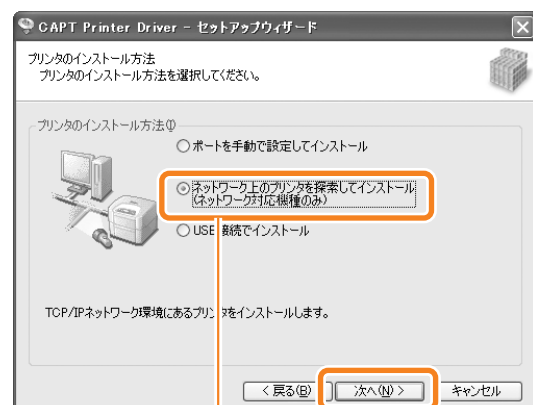 CAPT Printer Driver - セットアップウィザード
プリンタのインストール方法
プリンタのインストール方法を選択してください。
プリンタのインストール方法(I)
ポートを手動で設定してインストール
ネットワーク上のプリンタを探索してインストール
(ネットワーク対応機種のみ)
USB 接続でインストール
TCP/IPネットワーク環境にあるプリンタをインストールします。
< 戻る(B) 次へ(N) > キャンセル